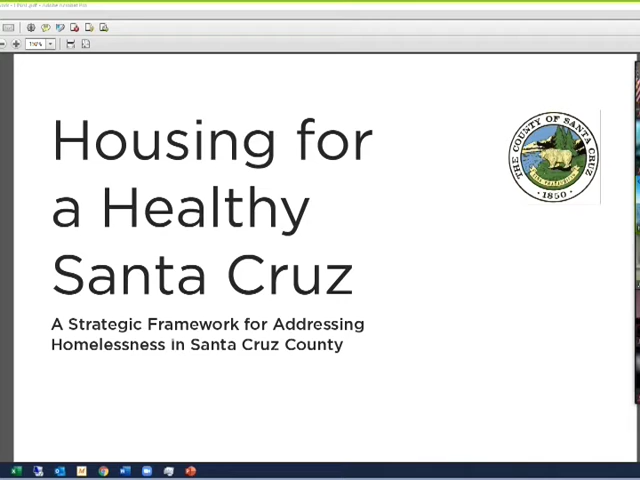 Housing for
a Healthy
Santa Cruz
A Strategic Framework for Addressing
Homelessness in Santa Cruz County
THE COUNTY OF SANTA CRUZ
· 1850 ·